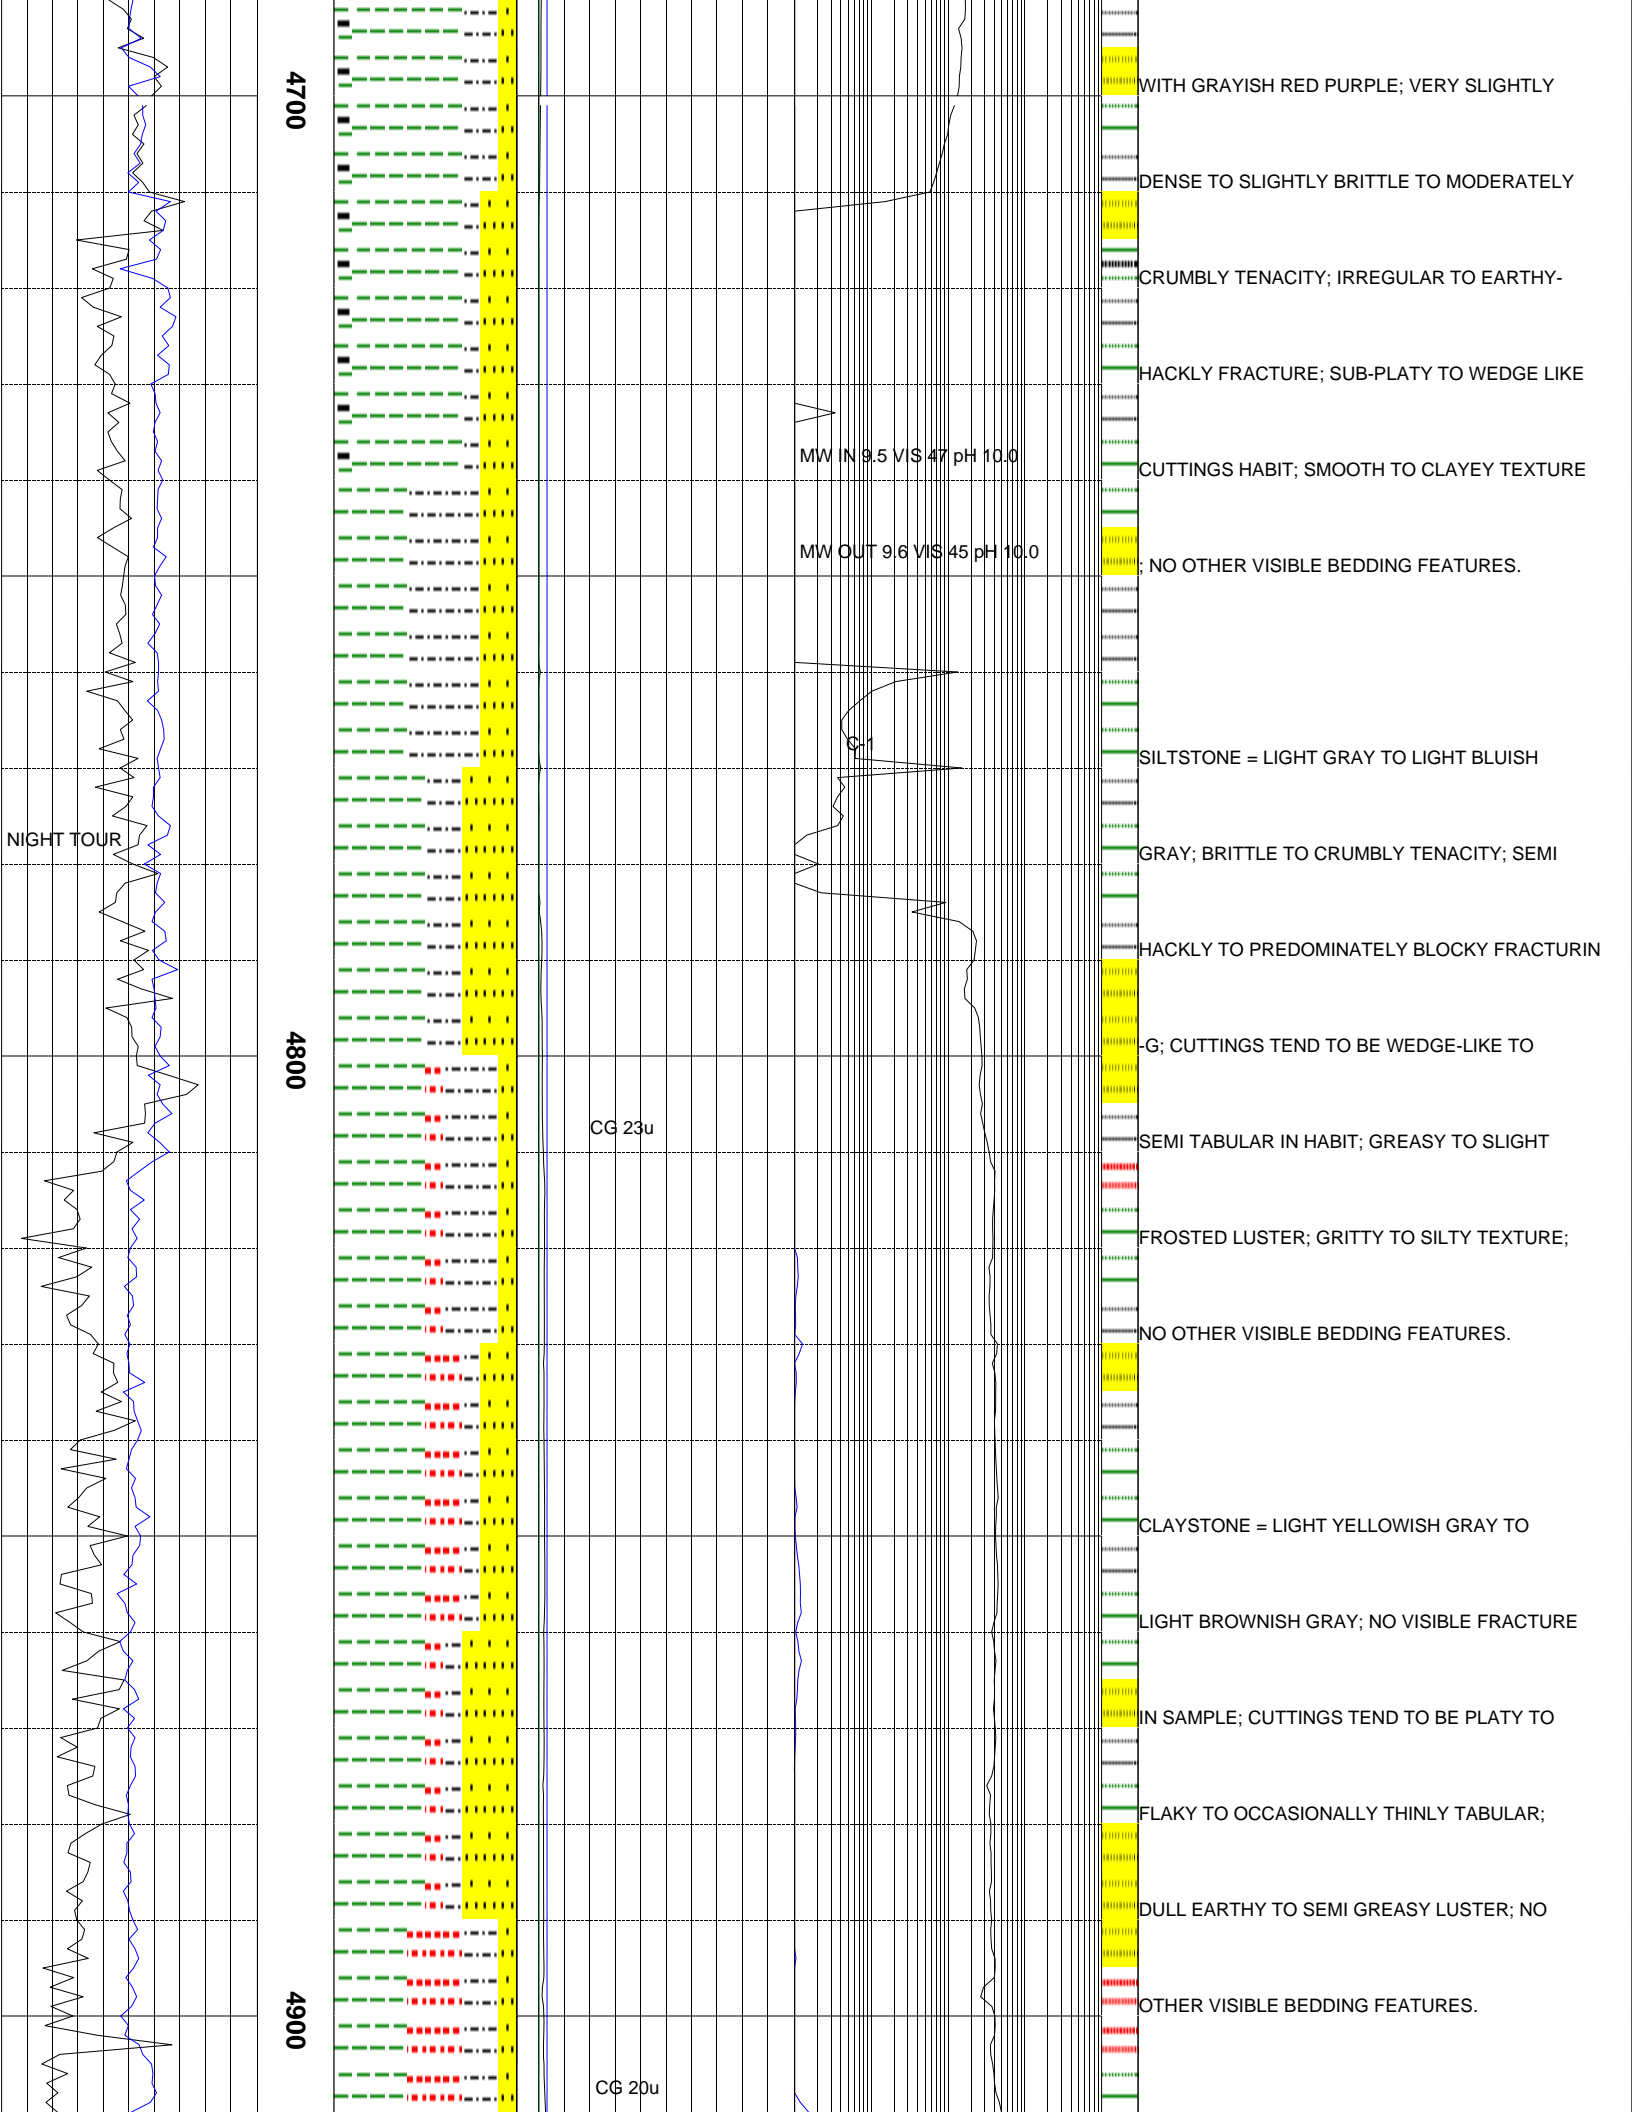 WITH GRAYISH RED PURPLE; VERY SLIGHTLY
4700
DENSE TO SLIGHTLY BRITTLE TO MODERATELY
CRUMBLY TENACITY; IRREGULAR TO EARTHY-
HACKLY FRACTURE; SUB-PLATY TO WEDGE LIKE
MW IN 9.5 VIS 47 pH 10.0
CUTTINGS HABIT; SMOOTH TO CLAYEY TEXTURE
MW OUT 9.6 VIS 45 pH 10.0
; NO OTHER VISIBLE BEDDING FEATURES.
C-1
SILTSTONE = LIGHT GRAY TO LIGHT BLUISH
NIGHT TOUR
GRAY; BRITTLE TO CRUMBLY TENACITY; SEMI
HACKLY TO PREDOMINATELY BLOCKY FRACTURIN
-G; CUTTINGS TEND TO BE WEDGE-LIKE TO
4800
CG 23u
SEMI TABULAR IN HABIT; GREASY TO SLIGHT
FROSTED LUSTER; GRITTY TO SILTY TEXTURE;
NO OTHER VISIBLE BEDDING FEATURES.
CLAYSTONE = LIGHT YELLOWISH GRAY TO
LIGHT BROWNISH GRAY; NO VISIBLE FRACTURE
IN SAMPLE; CUTTINGS TEND TO BE PLATY TO
FLAKY TO OCCASIONALLY THINLY TABULAR;
DULL EARTHY TO SEMI GREASY LUSTER; NO
OTHER VISIBLE BEDDING FEATURES.
4900
CG 20u